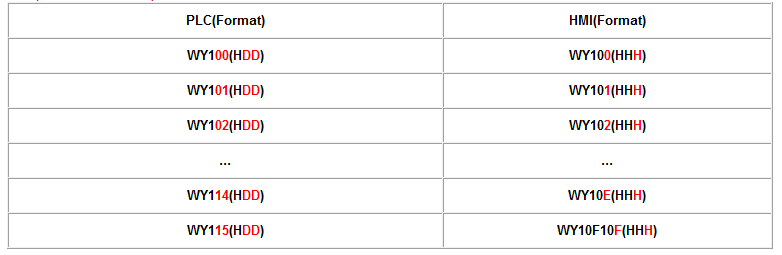 PLC(Format) HMI(Format)
WY100(HDD) WY100(HHH)
WY101(HDD) WY101(HHH)
WY102(HDD) WY102(HHH)
... ...
WY114(HDD) WY10E(HHH)
WY115(HDD) WY10F10F(HHH)